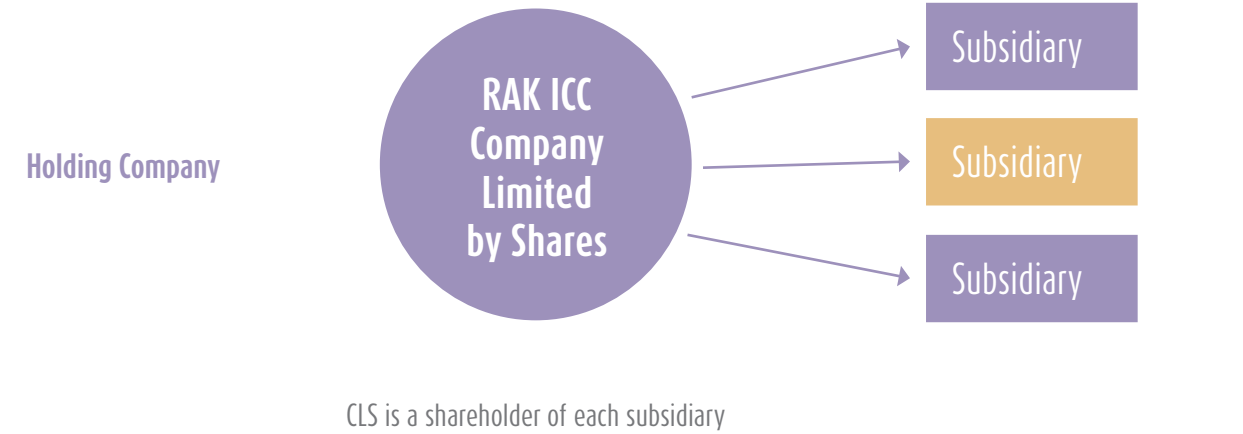 Holding Company
RAK ICC
Company
Limited
by Shares
Subsidiary
Subsidiary
Subsidiary
CLS is a shareholder of each subsidiary